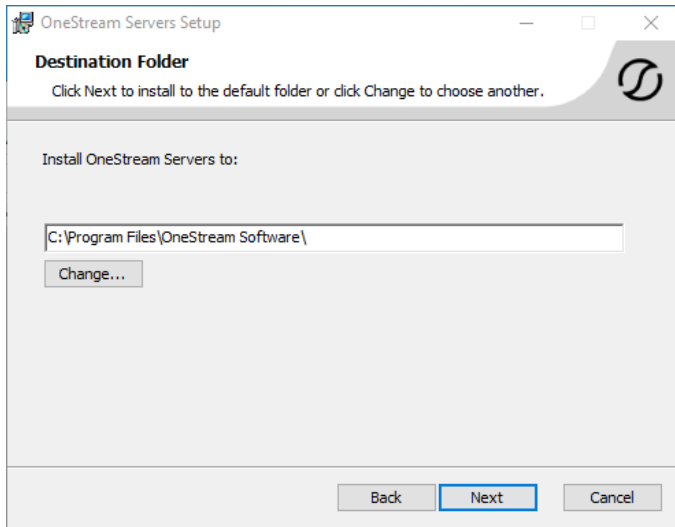 OneStream Servers Setup
Destination Folder
Click Next to install to the default folder or click Change to choose another.
Install OneStream Servers to:
C:\Program Files\OneStream Software\
Change...
Back Next Cancel